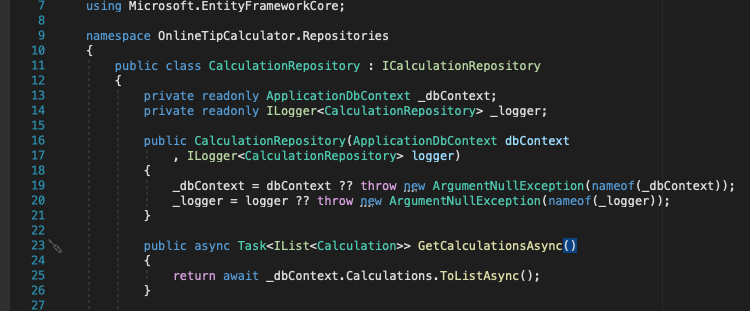 7 using Microsoft.EntityFrameworkCore;
8
9 namespace OnlineTipCalculator.Repositories
10 {
11 public class CalculationRepository : ICalculationRepository
12 {
13 private readonly ApplicationDbContext _dbContext;
14 private readonly ILogger<CalculationRepository> _logger;
15
16 public CalculationRepository(ApplicationDbContext dbContext
17 , ILogger<CalculationRepository> logger)
18 {
19 _dbContext = dbContext ?? throw new ArgumentNullException(nameof(_dbContext));
20 _logger = logger ?? throw new ArgumentNullException(nameof(_logger));
21 }
22
23 public async Task<IList<Calculation>> GetCalculationsAsync()
24 {
25 return await _dbContext.Calculations.ToListAsync();
26 }
27